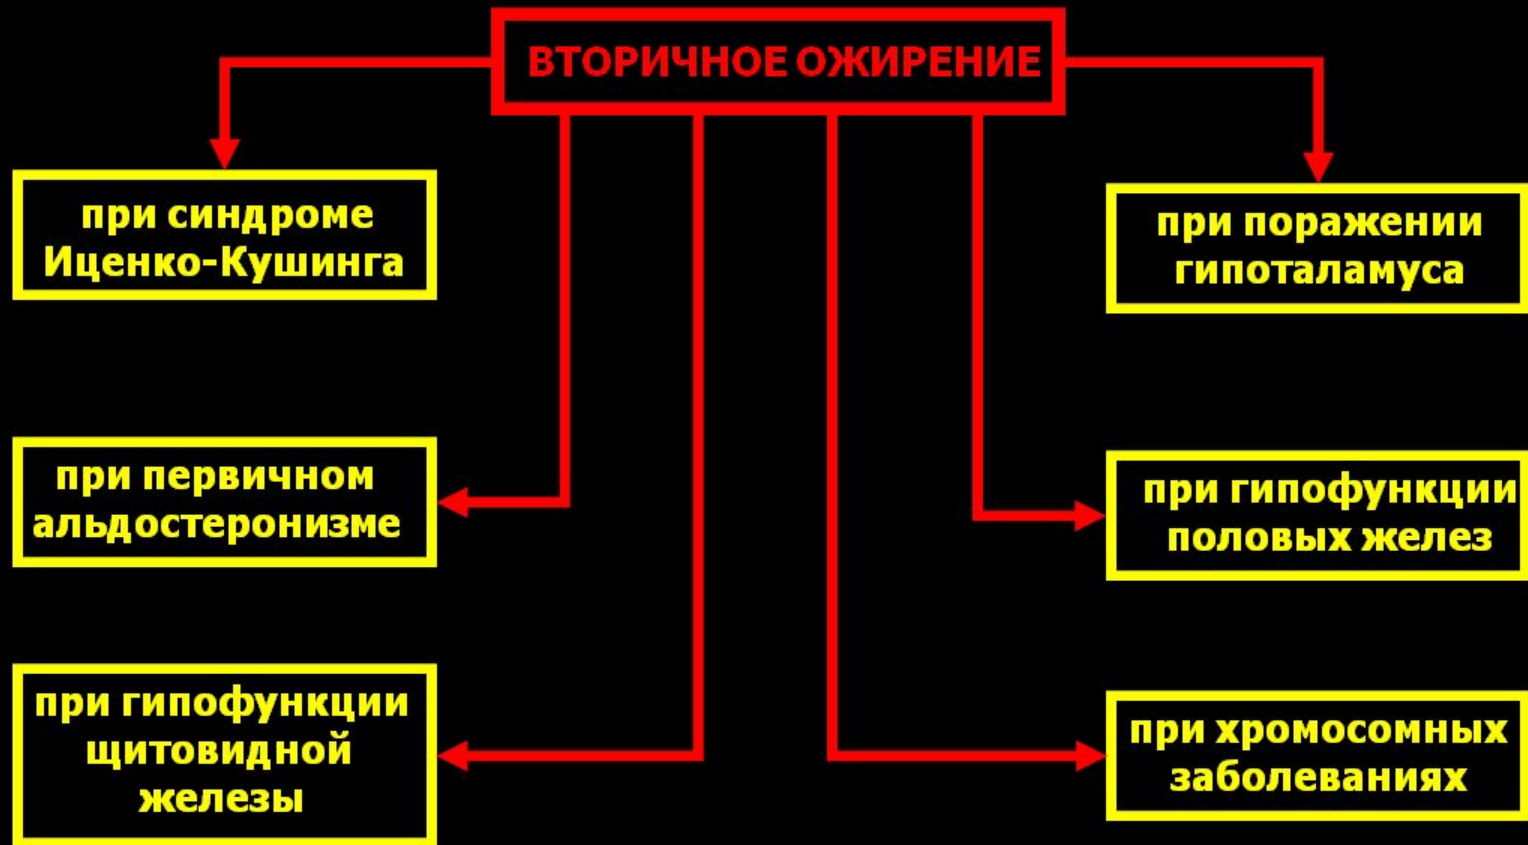 ВТОРИЧНОЕ ОЖИРЕНИЕ
при синдроме
Иценко-Кушинга
при поражении
гипоталамуса
при первичном
альдостеронизме
при гипофункции
половых желез
при гипофункции
щитовидной
железы
при хромосомных
заболеваниях